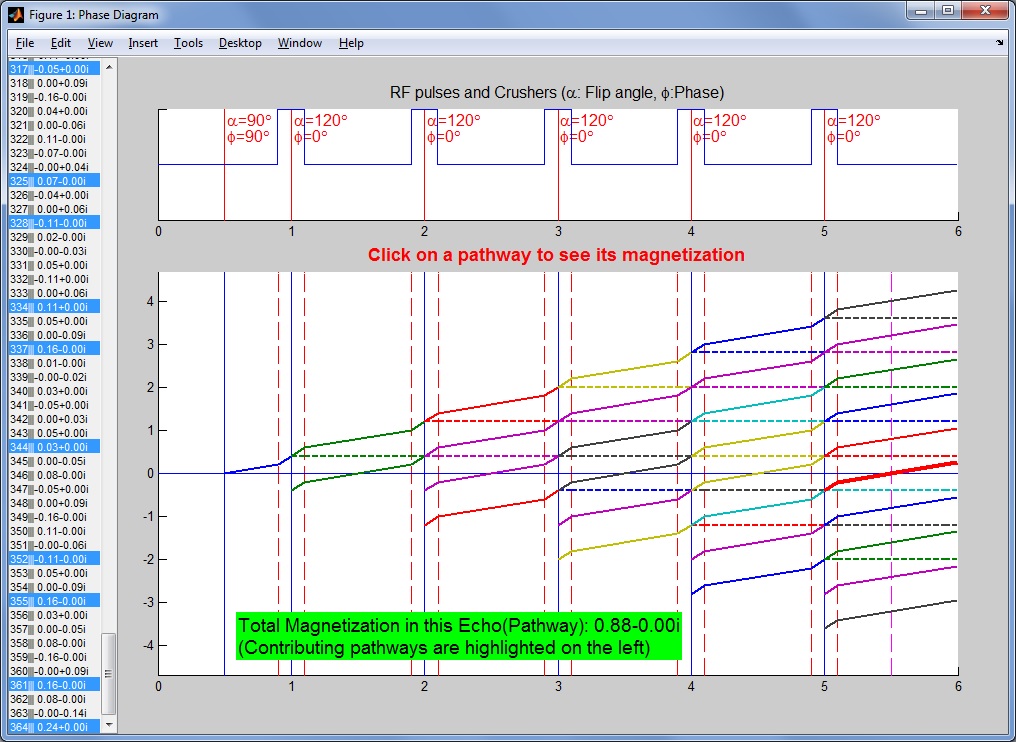 Figure 1: Phase Diagram
File Edit View Insert Tools Desktop Window Help
317 -0.05+0.00i
318 0.00+0.09i
319 -0.16-0.00i
320 0.04+0.00i
321 0.00-0.06i
322 0.11-0.00i
323 -0.07-0.00i
324 -0.00+0.04i
325 0.07-0.00i
326 -0.04+0.00i
327 0.00+0.06i
328 -0.11-0.00i
329 0.02-0.00i
330 -0.00-0.03i
331 0.05+0.00i
332 -0.11+0.00i
333 0.00+0.06i
334 0.11+0.00i
335 0.05+0.00i
336 0.00-0.09i
337 0.16-0.00i
338 0.01-0.00i
339 -0.00-0.02i
340 0.03+0.00i
341 -0.05+0.00i
342 0.00+0.03i
343 0.05+0.00i
344 0.03+0.00i
345 0.00-0.05i
346 0.08-0.00i
347 -0.05+0.00i
348 0.00+0.09i
349 -0.16-0.00i
350 0.11-0.00i
351 -0.00-0.06i
352 -0.11-0.00i
353 0.05+0.00i
354 0.00-0.09i
355 0.16-0.00i
356 0.03+0.00i
357 0.00-0.05i
358 0.08-0.00i
359 -0.16-0.00i
360 -0.00+0.09i
361 0.16-0.00i
362 0.08-0.00i
363 -0.00-0.14i
364 0.24+0.00i
RF pulses and Crushers (α: Flip angle, ϕ:Phase)
α=90° α=120° α=120° α=120° α=120° α=120°
ϕ=90° ϕ=0° ϕ=0° ϕ=0° ϕ=0° ϕ=0°
0 1 2 3 4 5 6
Click on a pathway to see its magnetization
4
3
2
1
0
-1
-2
-3
-4
Total Magnetization in this Echo(Pathway): 0.88-0.00i
(Contributing pathways are highlighted on the left)
0 1 2 3 4 5 6